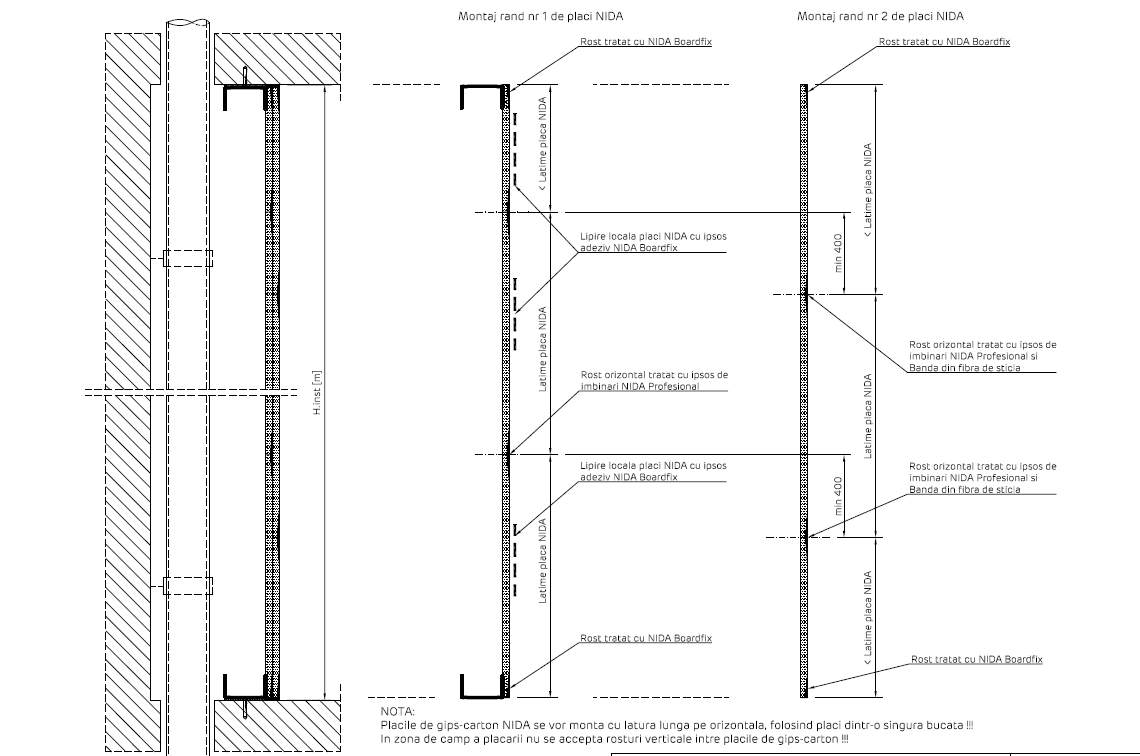 Montaj rand nr 1 de placi NIDA
Montaj rand nr 2 de placi NIDA
Rost tratat cu NIDA Boardfix
Rost tratat cu NIDA Boardfix
< Latime placa NIDA
< Latime placa NIDA
Lipire locala placi NIDA cu ipsos
adeziv NIDA Boardfix
min 400
Latime placa NIDA
Rost orizontal tratat cu ipsos de
imbinari NIDA Profesional si
Banda din fibra de sticla
H.inst [m]
Rost orizontal tratat cu ipsos de
imbinari NIDA Profesional
Latime placa NIDA
Lipire locala placi NIDA cu ipsos
adeziv NIDA Boardfix
min 400
Rost orizontal tratat cu ipsos de
imbinari NIDA Profesional si
Banda din fibra de sticla
Latime placa NIDA
< Latime placa NIDA
Rost tratat cu NIDA Boardfix
Rost tratat cu NIDA Boardfix
NOTA:
Placile de gips-carton NIDA se vor monta cu latura lunga pe orizontala, folosind placi dintr-o singura bucata !!!
In zona de camp a placarii nu se accepta rosturi verticale intre placile de gips-carton !!!